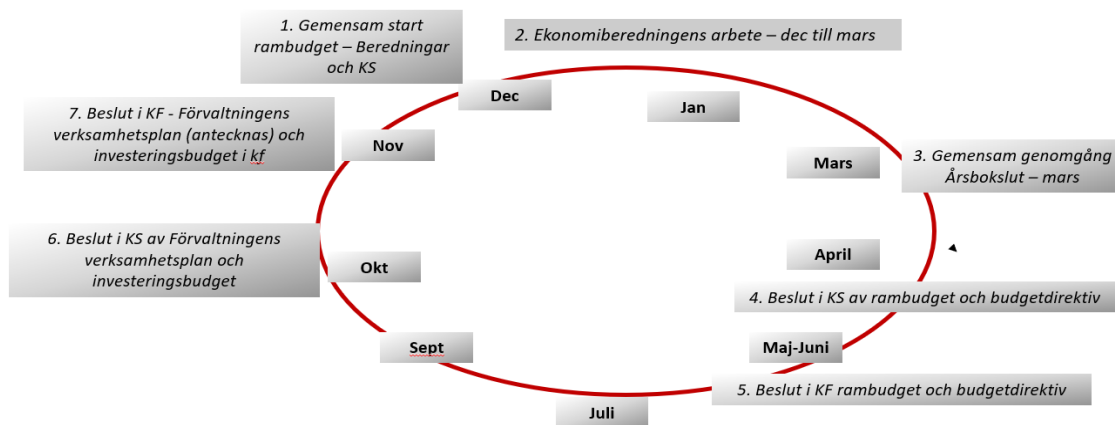 1. Gemensam start
rambudget – Beredningar
och KS
2. Ekonomiberedningens arbete – dec till mars
Dec
Jan
7. Beslut i KF - Förvaltningens
verksamhetsplan (antecknas) och
investeringsbudget i kf
Nov
Mars
3. Gemensam genomgång
Årsbokslut – mars
6. Beslut i KS av Förvaltningens
verksamhetsplan och
investeringsbudget
Okt
April
4. Beslut i KS av rambudget och budgetdirektiv
Sept
Maj-Juni
5. Beslut i KF rambudget och budgetdirektiv
Juli